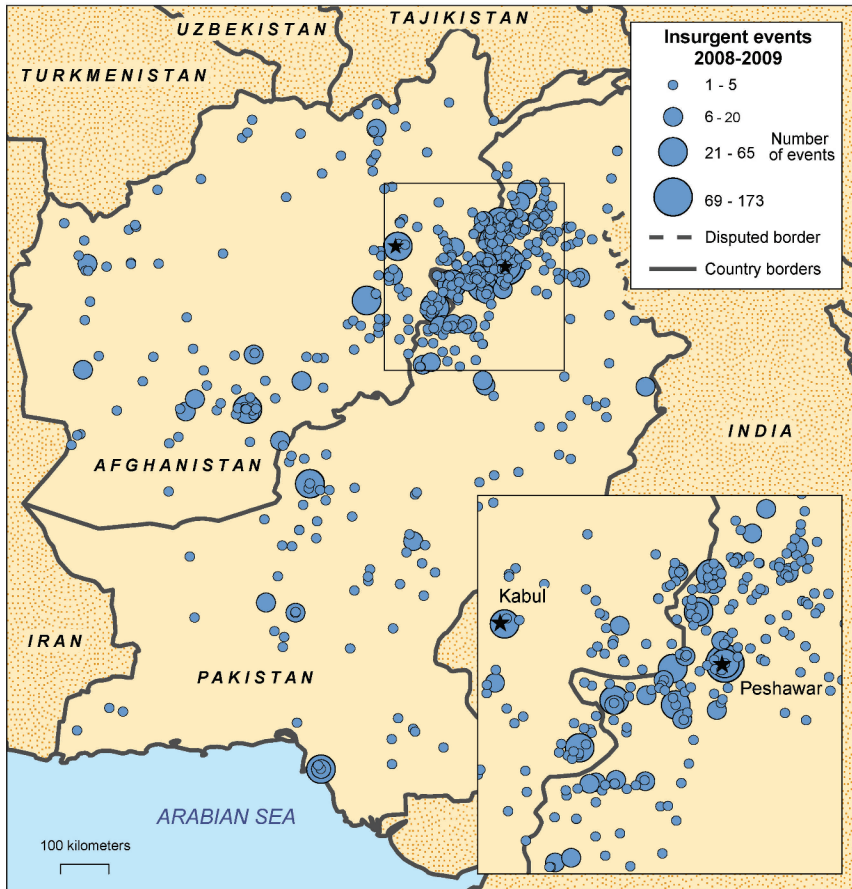 TAJIKISTAN
UZBEKISTAN
TURKMENISTAN
Insurgent events
2008-2009
1 - 5
6 - 20
21 - 65
69 - 173
Number
of events
Disputed border
Country borders
INDIA
AFGHANISTAN
IRAN
PAKISTAN
Kabul
Peshawar
ARABIAN SEA
100 kilometers